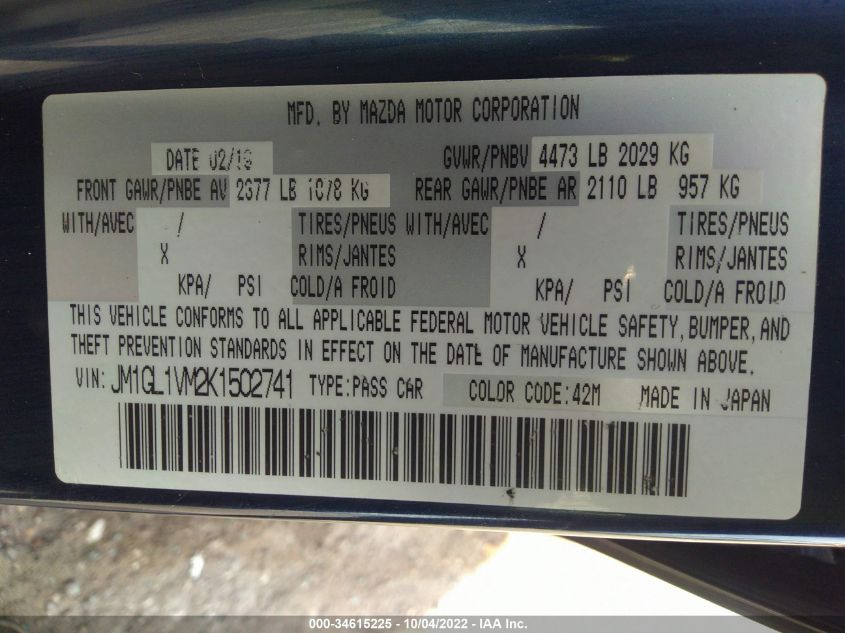 MFD. BY MAZDA MOTOR CORPORATION
DATE 02/19 GVWR/PNBV 4473 LB 2029 KG
FRONT GAWR/PNBE AV 2377 LB 1078 KG REAR GAWR/PNBE AR 2110 LB 957 KG
WITH/AVEC / TIRES/PNEUS WITH/AVEC / TIRES/PNEUS
X RIMS/JANTES X RIMS/JANTES
KPA/ PSI COLD/A FROID KPA/ PSI COLD/A FROID
THIS VEHICLE CONFORMS TO ALL APPLICABLE FEDERAL MOTOR VEHICLE SAFETY, BUMPER, AND
THEFT PREVENTION STANDARDS IN EFFECT ON THE DATE OF MANUFACTURE SHOWN ABOVE.
VIN: JM1GL1VM2K1502741 TYPE:PASS CAR COLOR CODE:42M MADE IN JAPAN
000-34615225 - 10/04/2022 - IAA Inc.